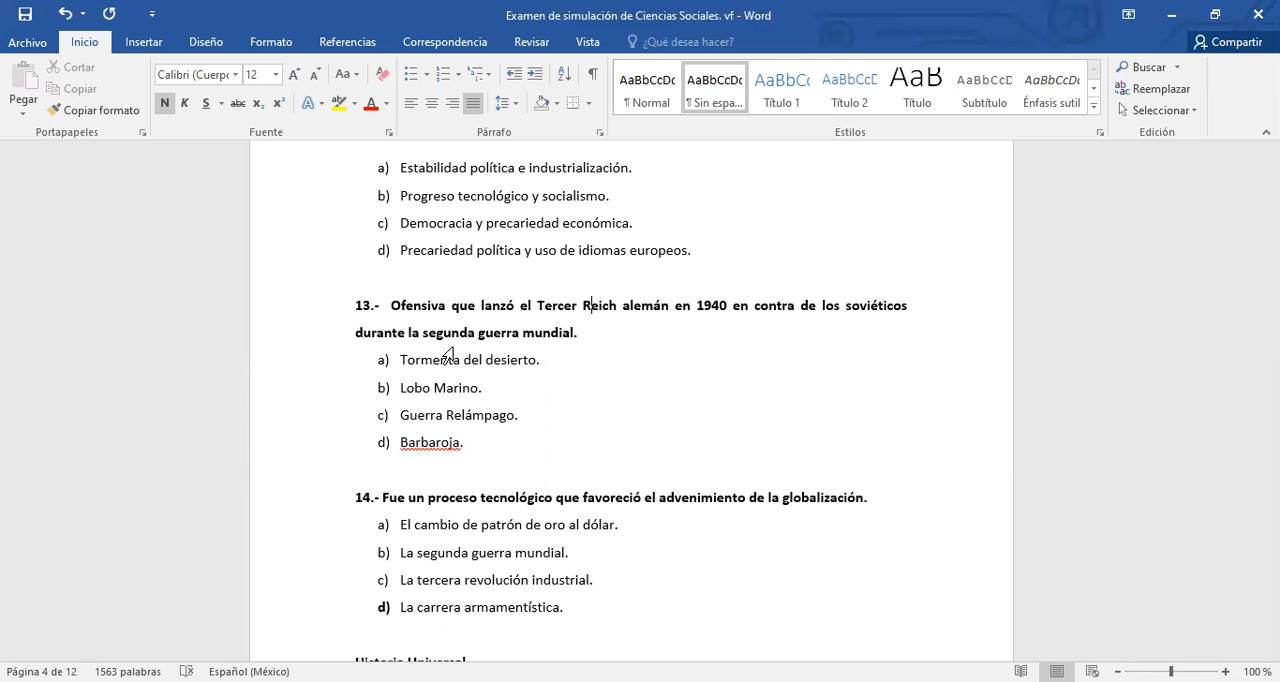 Examen de simulación de Ciencias Sociales. vf - Word
Archivo Inicio Insertar Diseño Formato Referencias Correspondencia Revisar Vista ¿Qué desea hacer? Compartir
Pegar
Cortar
Copiar
Copiar formato
Portapapeles
Calibri (Cuerpo 12
N K S abc x₂ x²
Fuente
Párrafo
AaBbCcDc AaBbCcDc AaBbCc AaBbCcD AaB AaBbCcD AaBbCcDc
¶ Normal ¶ Sin espa... Título 1 Título 2 Título Subtítulo Énfasis sutil
Estilos
Buscar
Reemplazar
Seleccionar
Edición
a) Estabilidad política e industrialización.
b) Progreso tecnológico y socialismo.
c) Democracia y precariedad económica.
d) Precariedad política y uso de idiomas europeos.
13.- Ofensiva que lanzó el Tercer Reich alemán en 1940 en contra de los soviéticos
durante la segunda guerra mundial.
a) Tormenta del desierto.
b) Lobo Marino.
c) Guerra Relámpago.
d) Barbaroja.
14.- Fue un proceso tecnológico que favoreció el advenimiento de la globalización.
a) El cambio de patrón de oro al dólar.
b) La segunda guerra mundial.
c) La tercera revolución industrial.
d) La carrera armamentística.
Historia Universal
Página 4 de 12 1563 palabras Español (México) 100 %